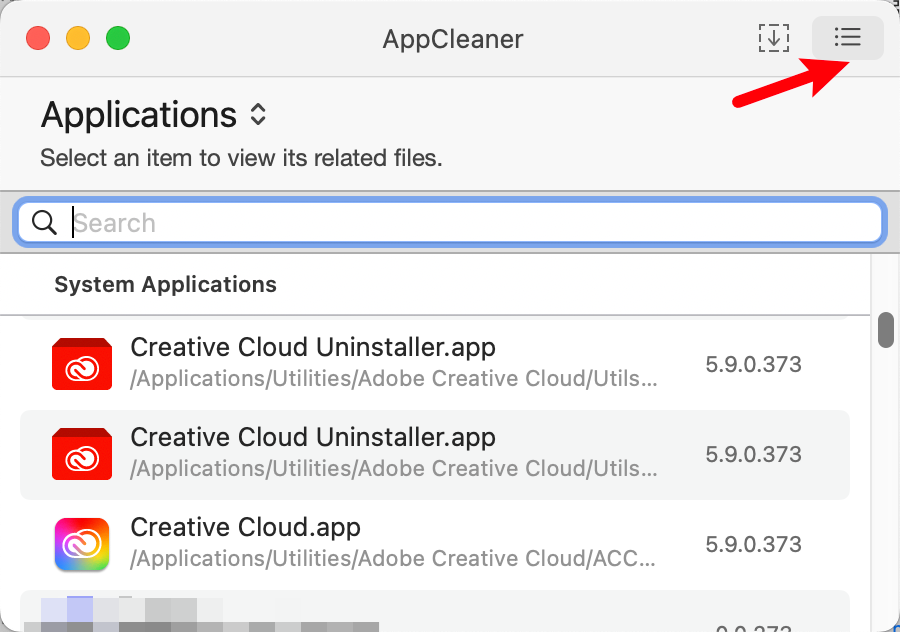 AppCleaner
Applications
Select an item to view its related files.
Search
System Applications
Creative Cloud Uninstaller.app
/Applications/Utilities/Adobe Creative Cloud/Utils...
5.9.0.373
Creative Cloud Uninstaller.app
/Applications/Utilities/Adobe Creative Cloud/Utils...
5.9.0.373
Creative Cloud.app
/Applications/Utilities/Adobe Creative Cloud/ACC...
5.9.0.373